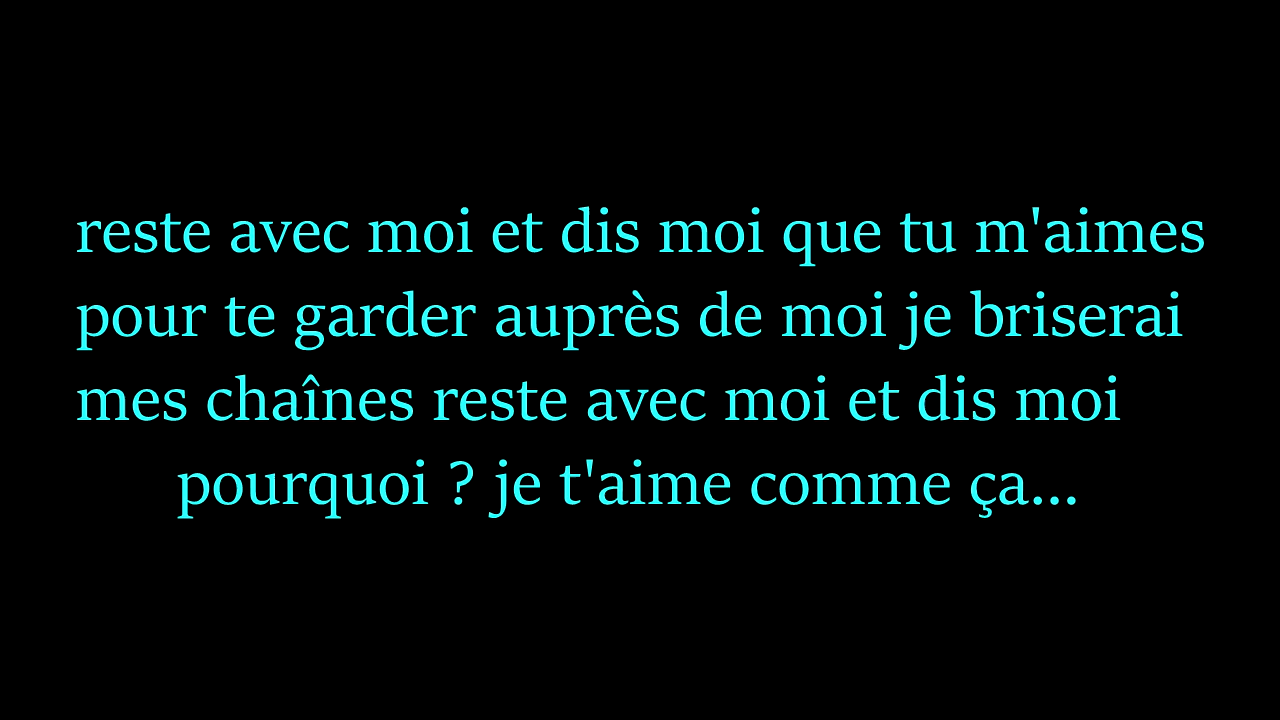 reste avec moi et dis moi que tu m'aimes
pour te garder auprès de moi je briserai
mes chaînes reste avec moi et dis moi
pourquoi ? je t'aime comme ça...